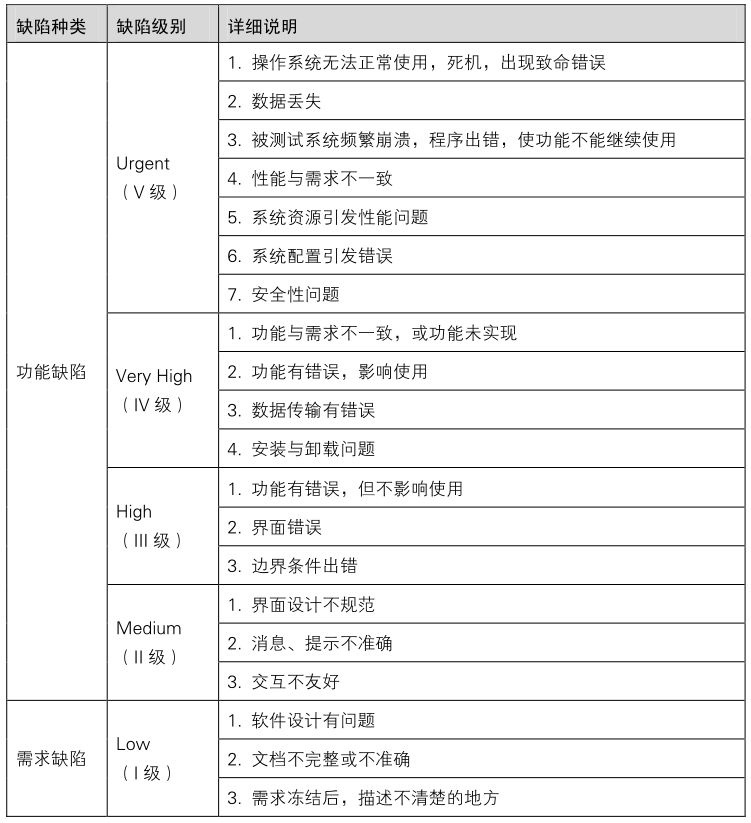 缺陷种类 缺陷级别 详细说明
功能缺陷
Urgent
（V 级）
1. 操作系统无法正常使用，死机，出现致命错误
2. 数据丢失
3. 被测试系统频繁崩溃，程序出错，使功能不能继续使用
4. 性能与需求不一致
5. 系统资源引发性能问题
6. 系统配置引发错误
7. 安全性问题
Very High
（IV 级）
1. 功能与需求不一致，或功能未实现
2. 功能有错误，影响使用
3. 数据传输有错误
4. 安装与卸载问题
High
（III 级）
1. 功能有错误，但不影响使用
2. 界面错误
3. 边界条件出错
Medium
（II 级）
1. 界面设计不规范
2. 消息、提示不准确
3. 交互不友好
需求缺陷
Low
（I 级）
1. 软件设计有问题
2. 文档不完整或不准确
3. 需求冻结后，描述不清楚的地方